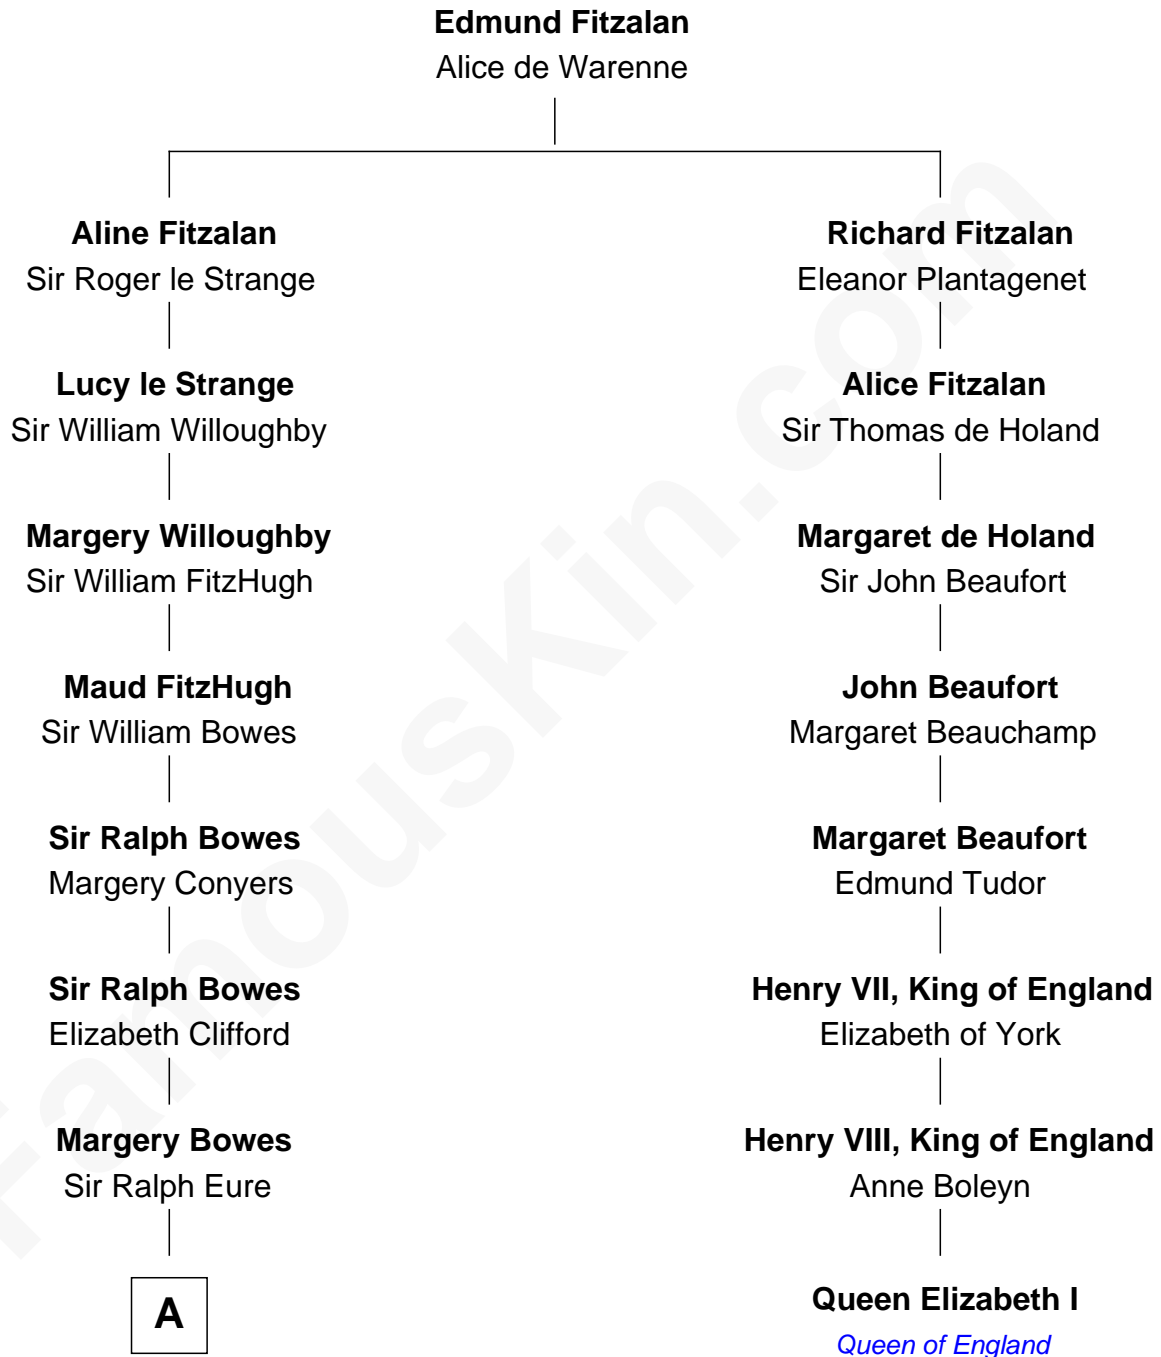 Edmund Fitzalan
Alice de Warenne
Aline Fitzalan
Sir Roger le Strange
Richard Fitzalan
Eleanor Plantagenet
Lucy le Strange
Sir William Willoughby
Alice Fitzalan
Sir Thomas de Holand
Margery Willoughby
Sir William FitzHugh
Margaret de Holand
Sir John Beaufort
Maud FitzHugh
Sir William Bowes
John Beaufort
Margaret Beauchamp
Sir Ralph Bowes
Margery Conyers
Margaret Beaufort
Edmund Tudor
Sir Ralph Bowes
Elizabeth Clifford
Henry VII, King of England
Elizabeth of York
Margery Bowes
Sir Ralph Eure
Henry VIII, King of England
Anne Boleyn
A
Queen Elizabeth I
Queen of England
FamousKin.com